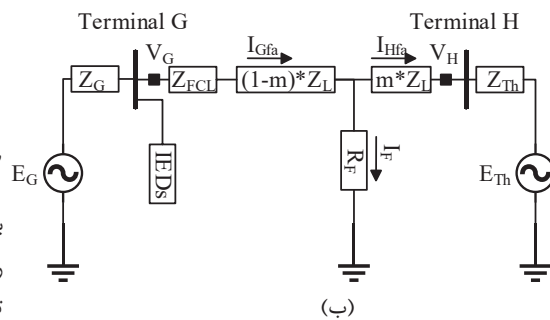 Terminal G Terminal H
V_G I_Gfa I_Hfa V_H
Z_G Z_FCL (1-m)*Z_L m*Z_L Z_Th
E_G IEDs R_F I_F E_Th
(ب)